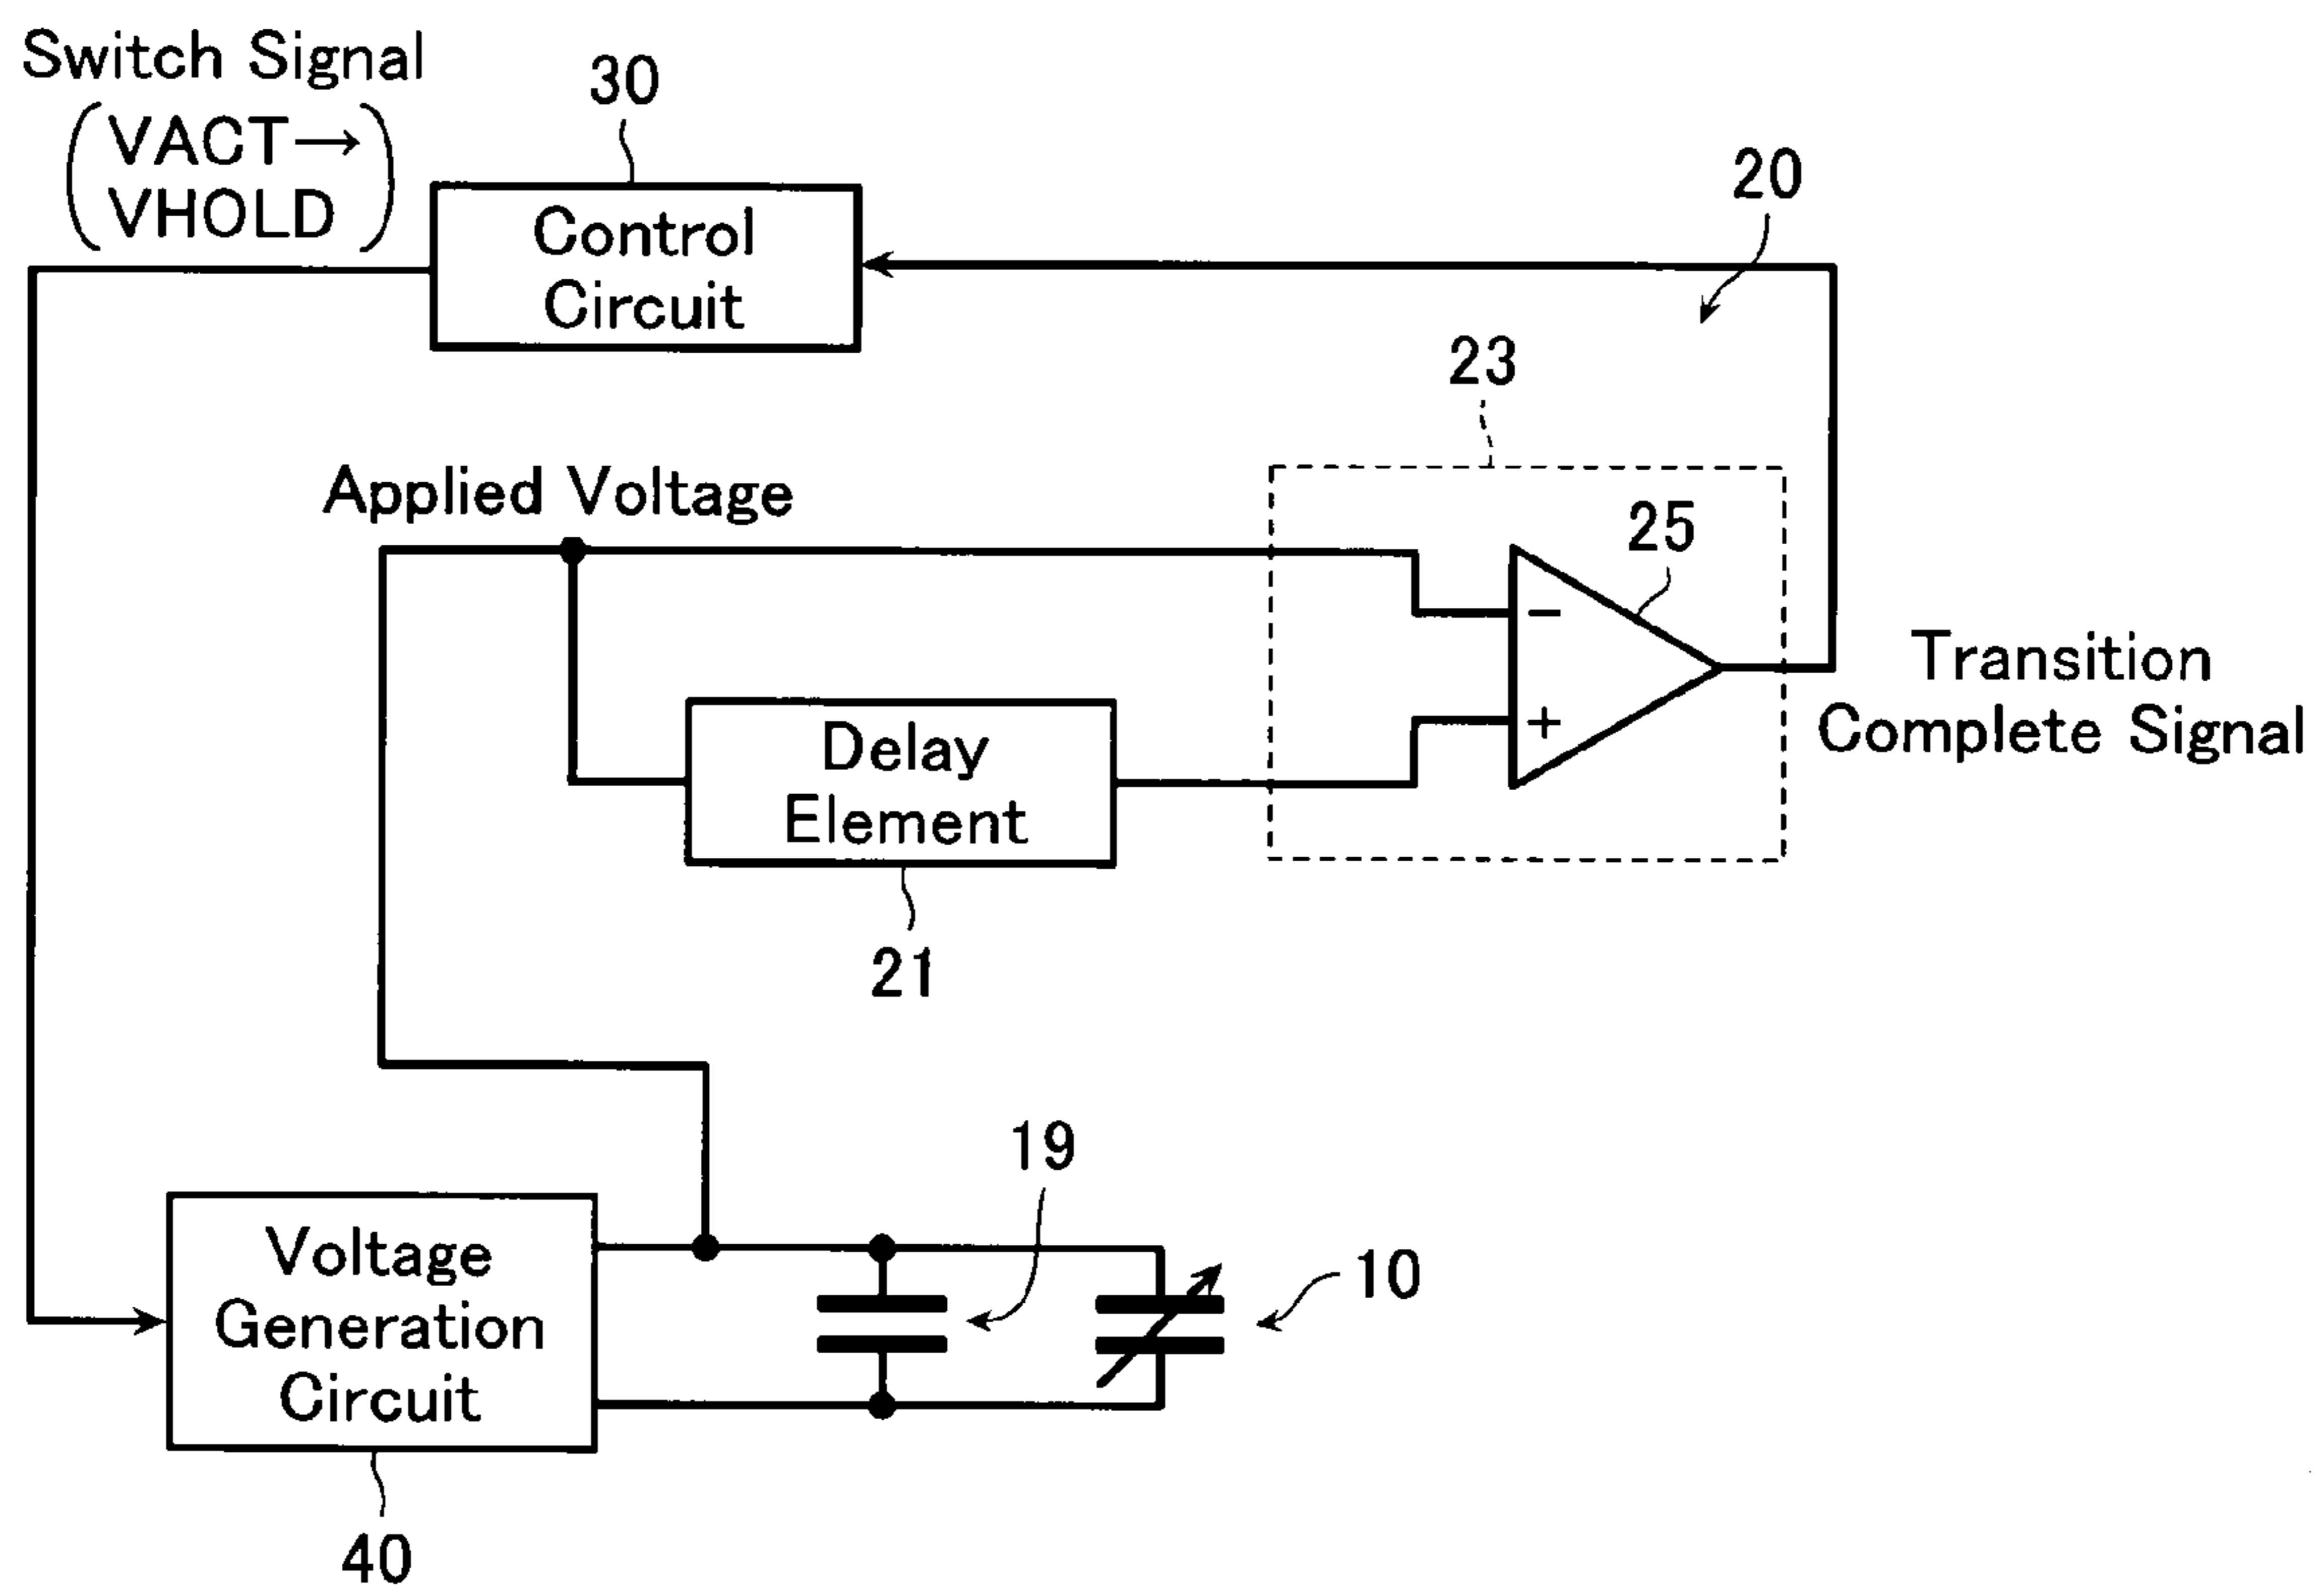 Switch Signal
(VACT→
VHOLD)
30
Control
Circuit
20
23
Applied Voltage
25
−
+
Transition
Complete Signal
Delay
Element
21
19
10
Voltage
Generation
Circuit
40